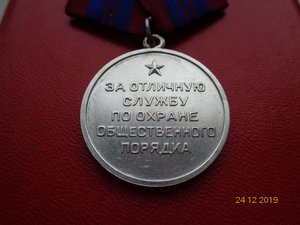 ЗА ОТЛИЧНУЮ
СЛУЖБУ
ПО ОХРАНЕ
ОБЩЕСТВЕННОГО
ПОРЯДКА
24 12 2019